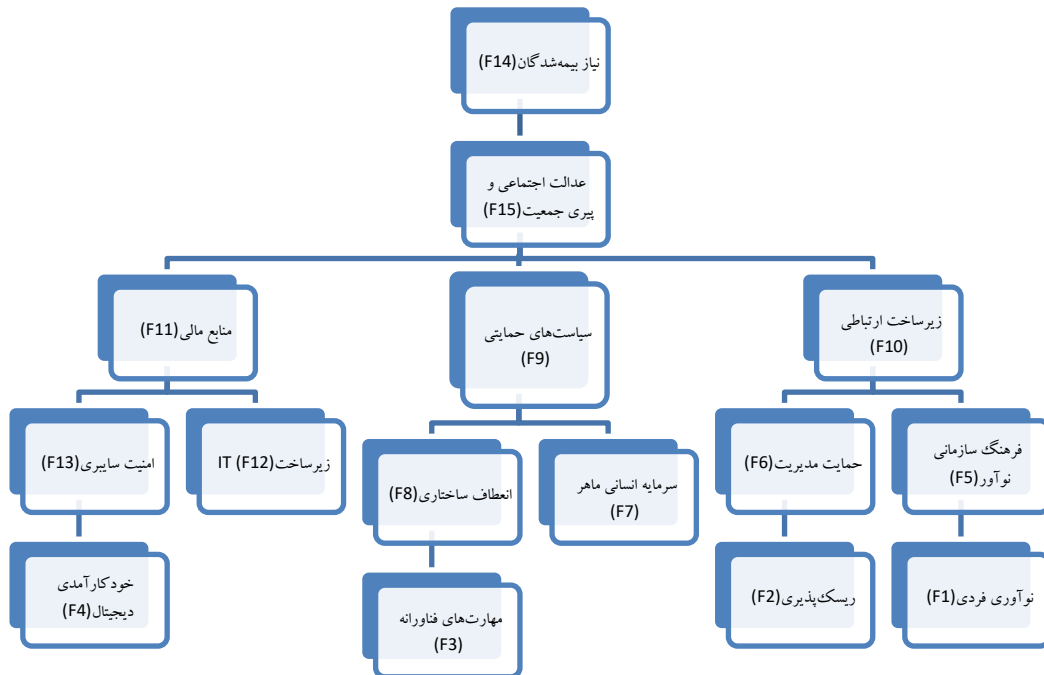 نیاز بیمه‌شدگان(F14)
عدالت اجتماعی و
پیری جمعیت(F15)
زیرساخت ارتباطی
(F10)
سیاست‌های حمایتی
(F9)
منابع مالی(F11)
فرهنگ سازمانی
نوآور(F5)
حمایت مدیریت(F6)
سرمایه انسانی ماهر
(F7)
انعطاف ساختاری(F8)
زیرساخت IT (F12)
امنیت سایبری(F13)
نوآوری فردی(F1)
ریسک‌پذیری(F2)
مهارت‌های فناورانه
(F3)
خودکارآمدی
دیجیتال(F4)